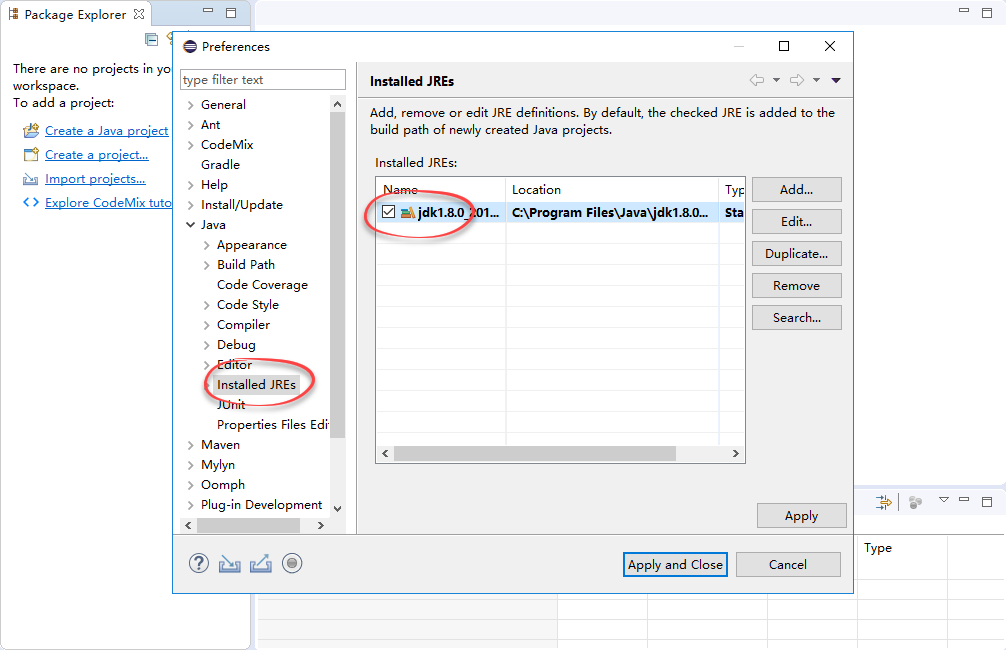 Package Explorer
There are no projects in yo
workspace.
To add a project:
Create a Java project
Create a project...
Import projects...
Explore CodeMix tuto
Preferences
type filter text
General
Ant
CodeMix
Gradle
Help
Install/Update
Java
Appearance
Build Path
Code Coverage
Code Style
Compiler
Debug
Editor
Installed JREs
JUnit
Properties Files Edi
Maven
Mylyn
Oomph
Plug-in Development
Installed JREs
Add, remove or edit JRE definitions. By default, the checked JRE is added to the
build path of newly created Java projects.
Installed JREs:
Name Location Typ
jdk1.8.0_201... C:\Program Files\Java\jdk1.8.0... Sta
Add...
Edit...
Duplicate...
Remove
Search...
Apply
Apply and Close Cancel
Type